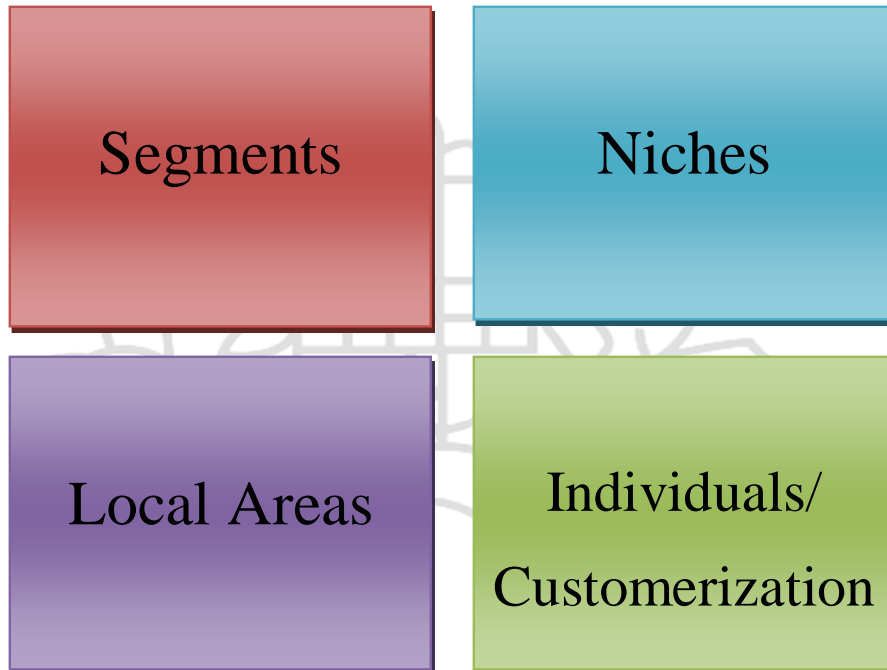 Segments
Niches
Local Areas
Individuals/
Customerization